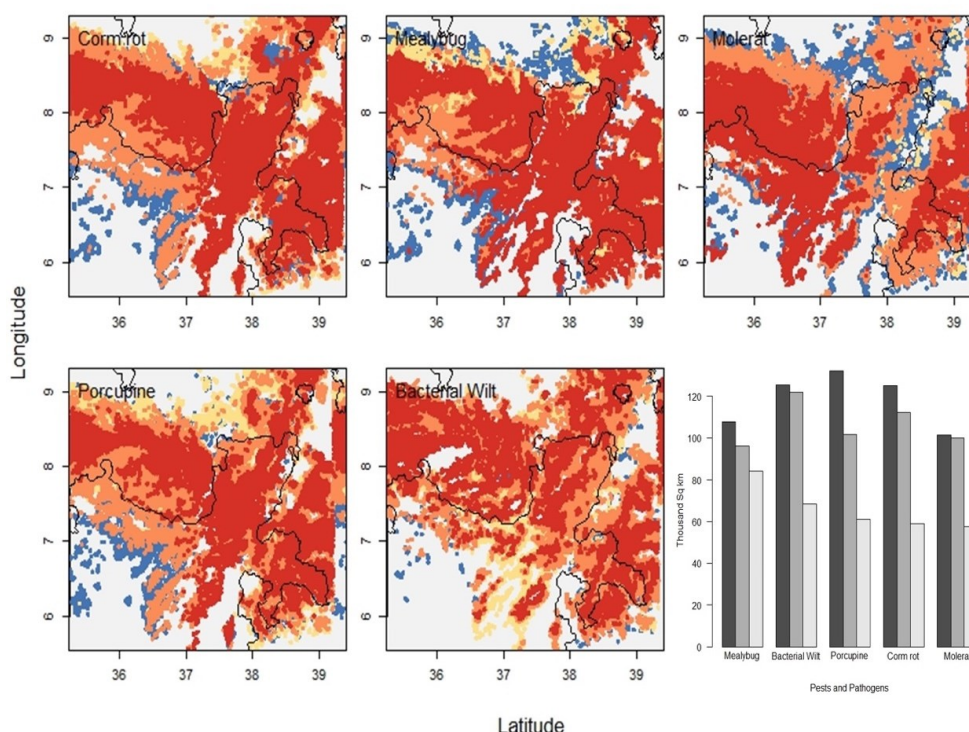 Corm rot
Mealybug
Molerat
9
8
7
6
36 37 38 39
9
8
7
6
36 37 38 39
9
8
7
6
36 37 38 39
Longitude
Porcupine
Bacterial Wilt
9
8
7
6
36 37 38 39
9
8
7
6
36 37 38 39
Thousand Sq km
120
100
80
60
40
20
0
Mealybug Bacterial Wilt Porcupine Corm rot Molera
Pests and Pathogens
Latitude